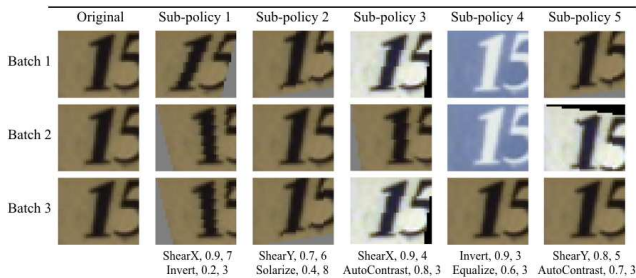 Original Sub-policy 1 Sub-policy 2 Sub-policy 3 Sub-policy 4 Sub-policy 5
Batch 1 15 15 15 15 15 15
Batch 2 15 15 15 15 15 15
Batch 3 15 15 15 15 15 15
ShearX, 0.9, 7 ShearY, 0.7, 6 ShearX, 0.9, 4 Invert, 0.9, 3 ShearY, 0.8, 5
Invert, 0.2, 3 Solarize, 0.4, 8 AutoContrast, 0.8, 3 Equalize, 0.6, 3 AutoContrast, 0.7, 3